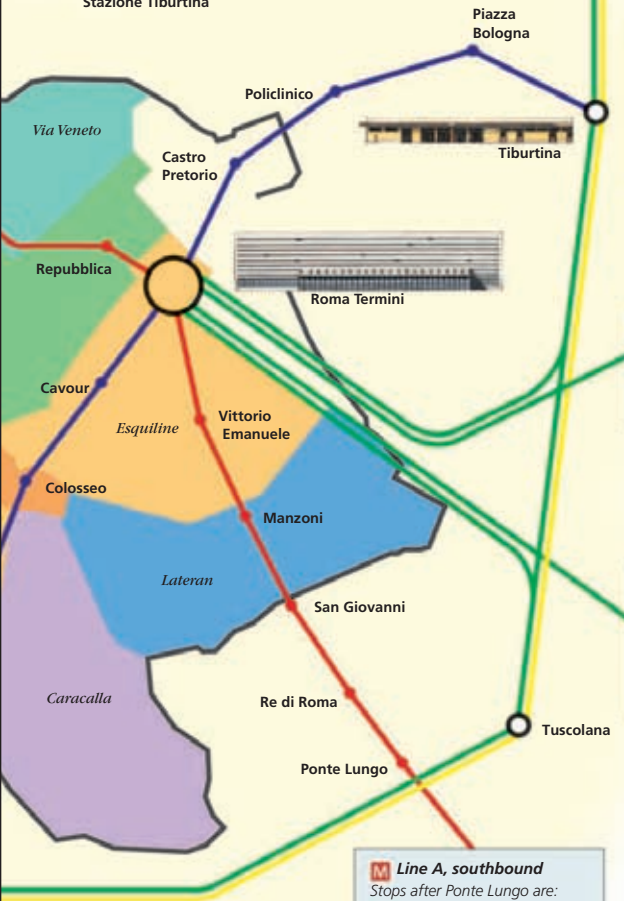 Stazione Tiburtina
Piazza
Bologna
Policlinico
Via Veneto
Tiburtina
Castro
Pretorio
Repubblica
Roma Termini
Cavour
Vittorio
Emanuele
Esquiline
Colosseo
Manzoni
Lateran
San Giovanni
Caracalla
Re di Roma
Tuscolana
Ponte Lungo
M Line A, southbound
Stops after Ponte Lungo are: